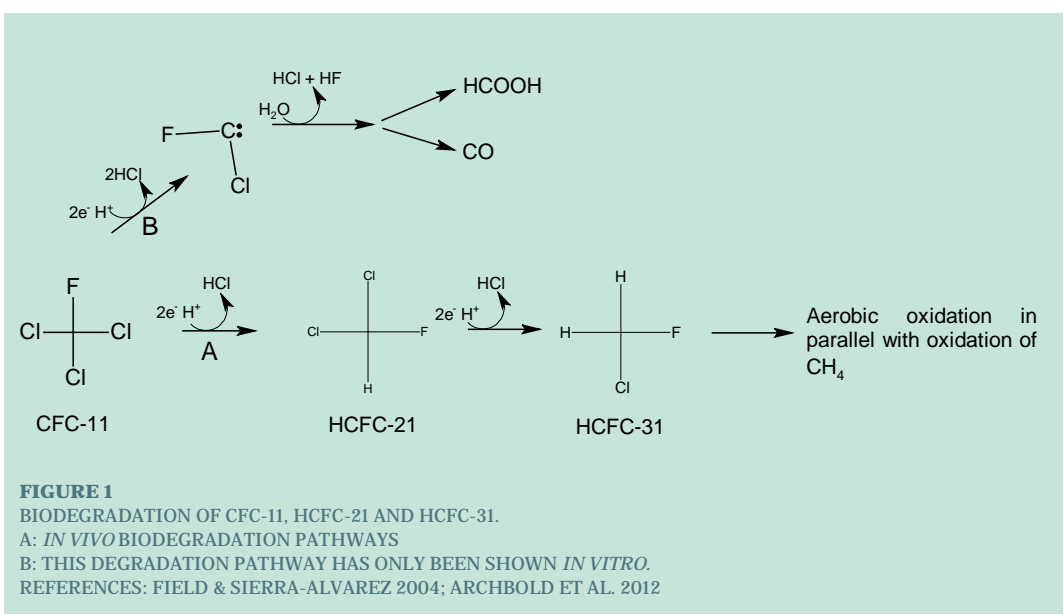 HCl + HF
HCOOH
H₂O
F C:
CO
Cl
2HCl
2e⁻ H⁺
B
F
Cl Cl
Cl
CFC-11
HCl
2e⁻ H⁺
A
Cl
Cl F
H
HCFC-21
HCl
2e⁻ H⁺
H
H F
Cl
HCFC-31
Aerobic oxidation in
parallel with oxidation of
CH₄
FIGURE 1
BIODEGRADATION OF CFC-11, HCFC-21 AND HCFC-31.
A: IN VIVO BIODEGRADATION PATHWAYS
B: THIS DEGRADATION PATHWAY HAS ONLY BEEN SHOWN IN VITRO.
REFERENCES: FIELD & SIERRA-ALVAREZ 2004; ARCHBOLD ET AL. 2012